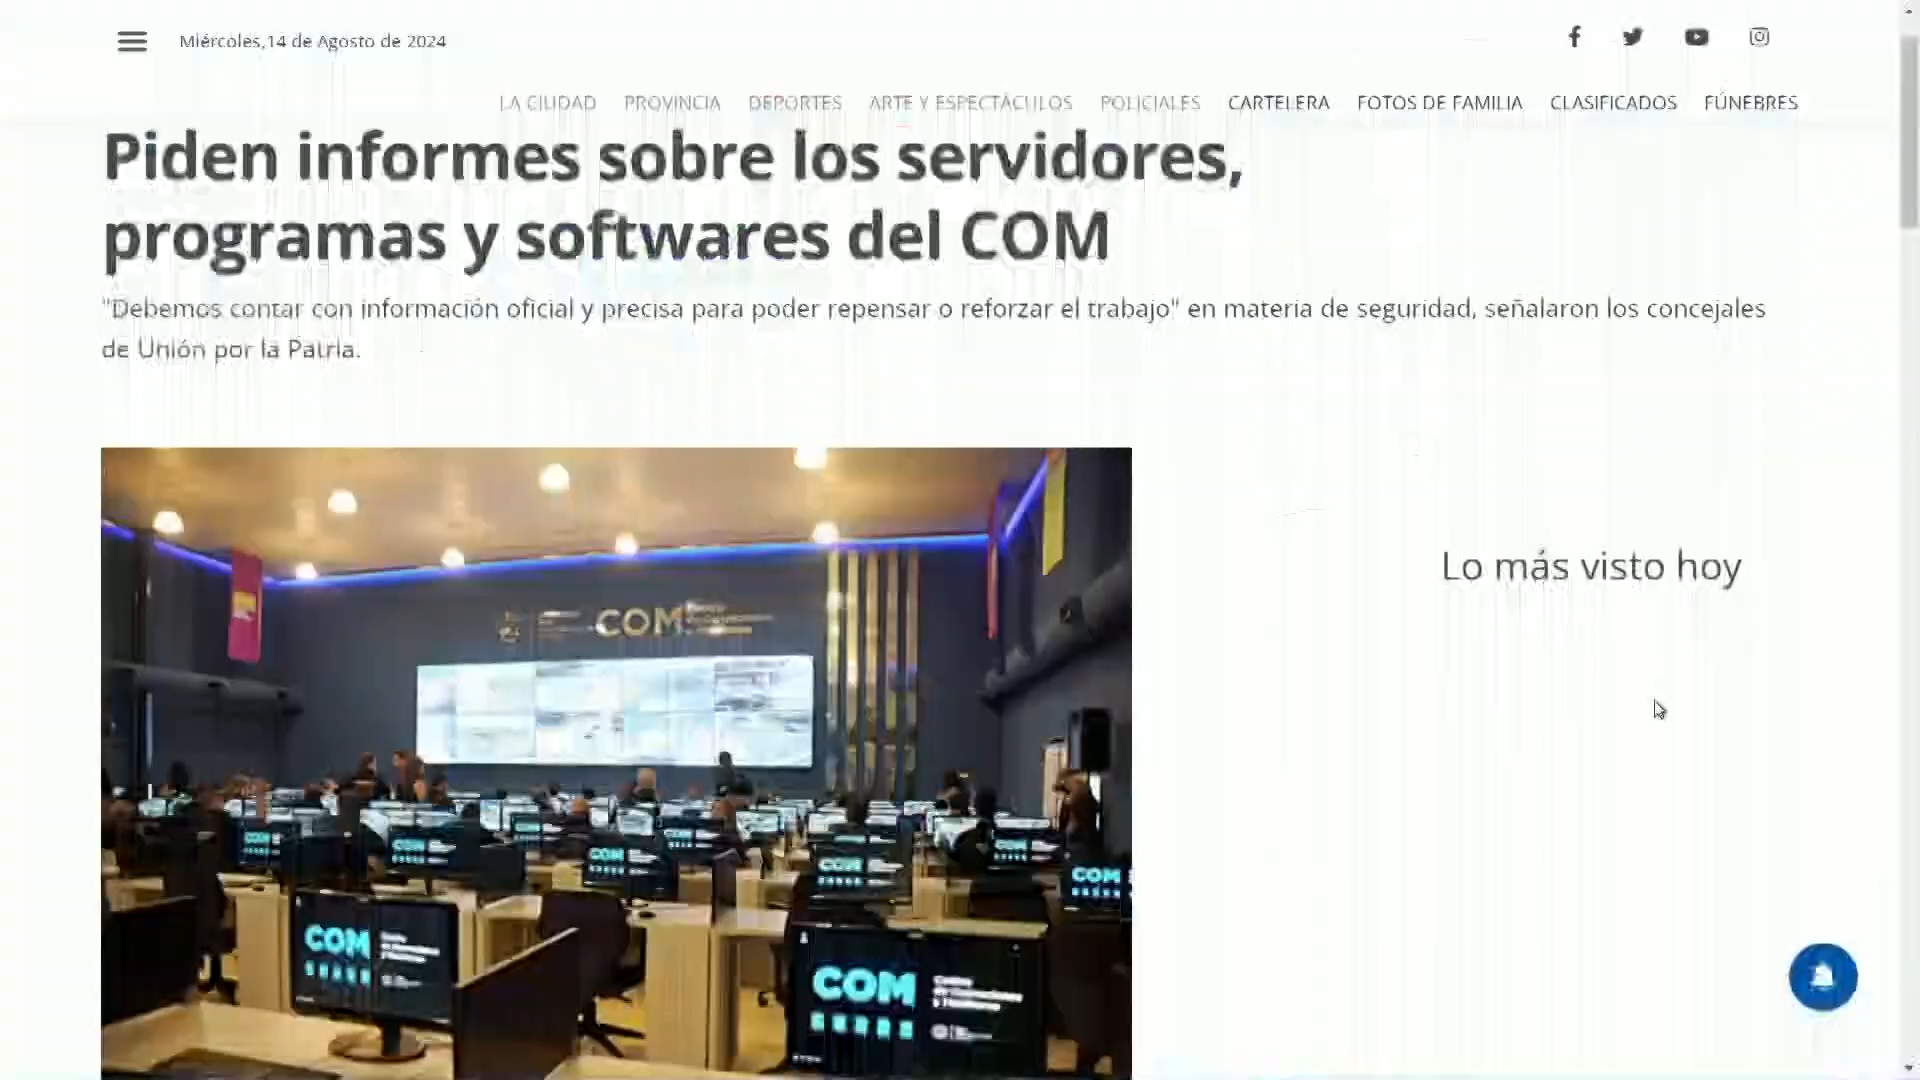 Miércoles,14 de Agosto de 2024
LA CIUDAD PROVINCIA DEPORTES ARTE Y ESPECTÁCULOS POLICIALES CARTELERA FOTOS DE FAMILIA CLASIFICADOS FÚNEBRES
Piden informes sobre los servidores,
programas y softwares del COM
"Debemos contar con información oficial y precisa para poder repensar o reforzar el trabajo" en materia de seguridad, señalaron los concejales
de Unión por la Patria.
Lo más visto hoy
COM
COM
COM
COM
COM
COM
COM
COM
COM